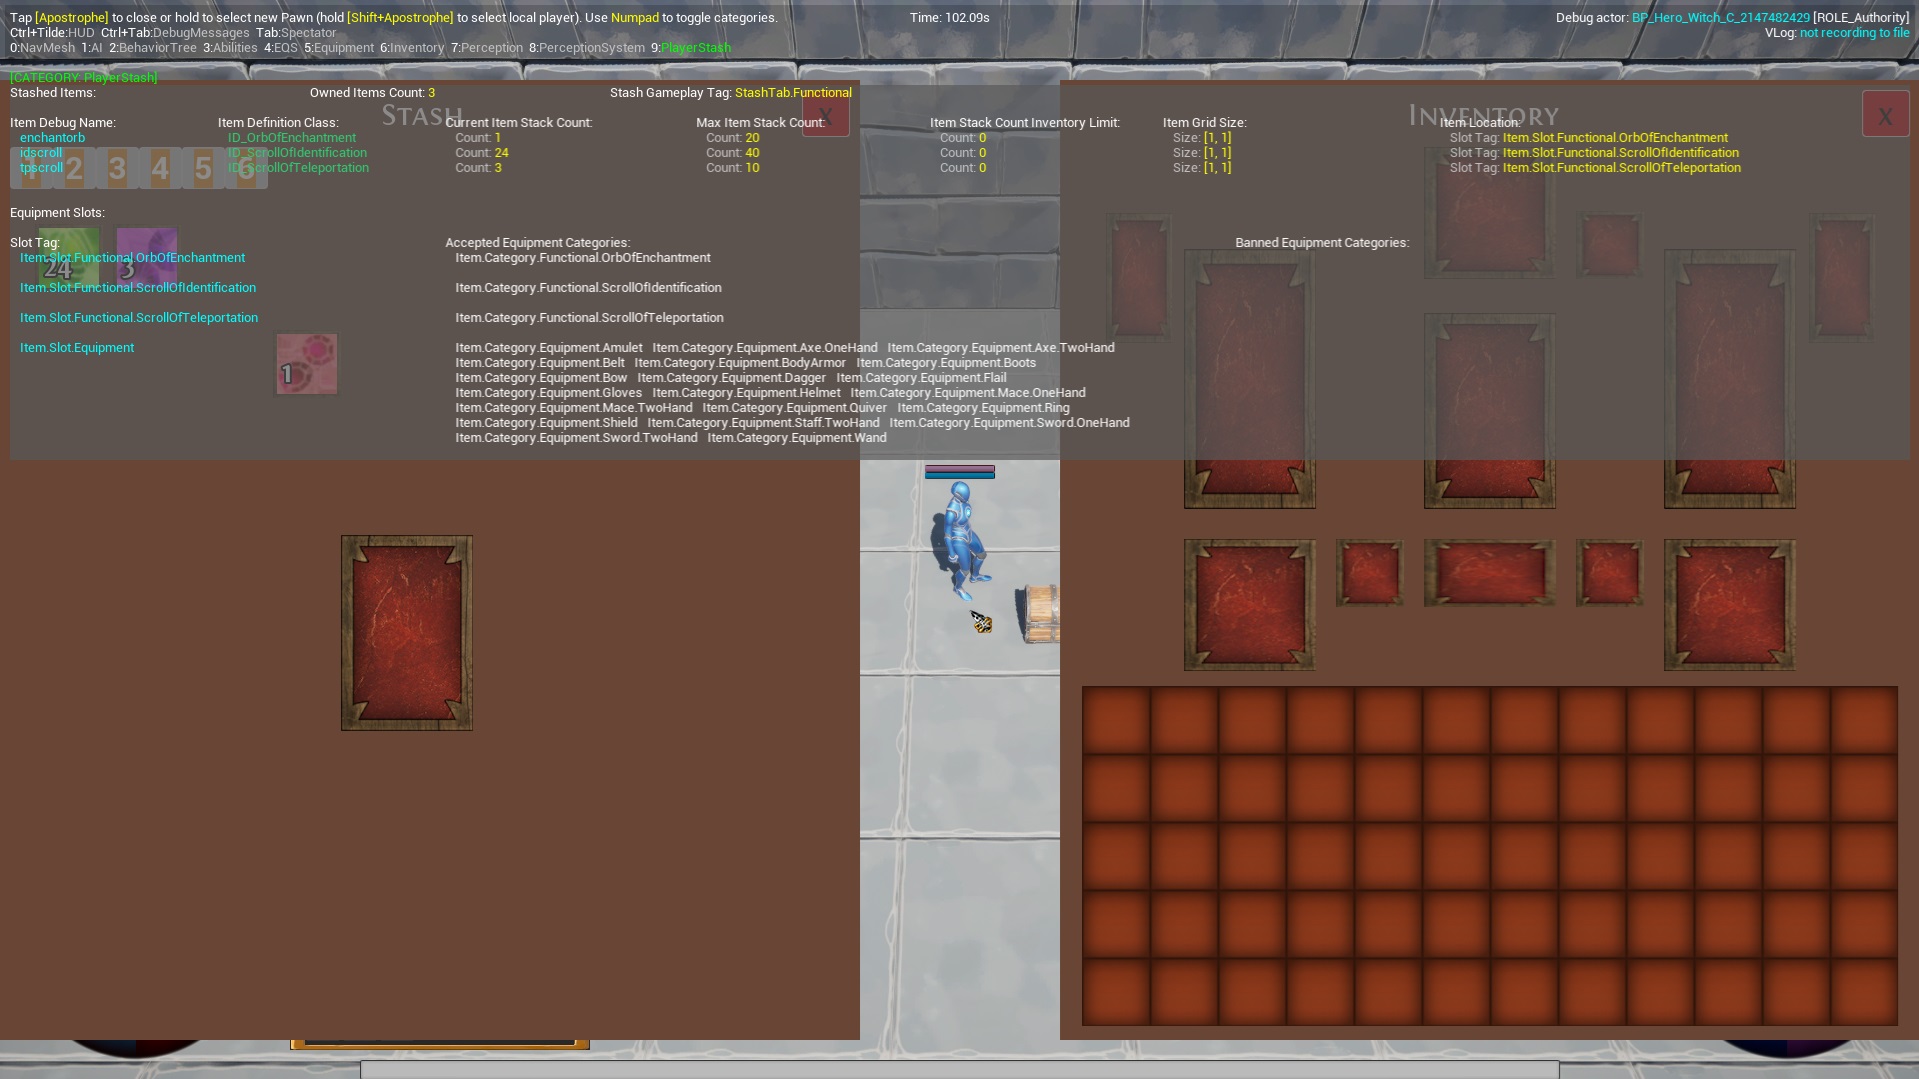 Tap [Apostrophe] to close or hold to select new Pawn (hold [Shift+Apostrophe] to select local player). Use Numpad to toggle categories. Time: 102.09s Debug actor: BP_Hero_Witch_C_2147482429 [ROLE_Authority]
Ctrl+Tilde:HUD Ctrl+Tab:DebugMessages Tab:Spectator VLog: not recording to file
0:NavMesh 1:AI 2:BehaviorTree 3:Abilities 4:EQS 5:Equipment 6:Inventory 7:Perception 8:PerceptionSystem 9:PlayerStash
[CATEGORY: PlayerStash]
Stashed Items: Owned Items Count: 3 Stash Gameplay Tag: StashTab.Functional
STASH X INVENTORY X
Item Debug Name: Item Definition Class: Current Item Stack Count: Max Item Stack Count: Item Stack Count Inventory Limit: Item Grid Size: Item Location:
enchantorb ID_OrbOfEnchantment Count: 1 Count: 20 Count: 0 Size: [1, 1] Slot Tag: Item.Slot.Functional.OrbOfEnchantment
idscroll ID_ScrollOfIdentification Count: 24 Count: 40 Count: 0 Size: [1, 1] Slot Tag: Item.Slot.Functional.ScrollOfIdentification
tpscroll ID_ScrollOfTeleportation Count: 3 Count: 10 Count: 0 Size: [1, 1] Slot Tag: Item.Slot.Functional.ScrollOfTeleportation
1 2 3 4 5 6
Equipment Slots:
Slot Tag: Accepted Equipment Categories: Banned Equipment Categories:
Item.Slot.Functional.OrbOfEnchantment Item.Category.Functional.OrbOfEnchantment
24 3
Item.Slot.Functional.ScrollOfIdentification Item.Category.Functional.ScrollOfIdentification
Item.Slot.Functional.ScrollOfTeleportation Item.Category.Functional.ScrollOfTeleportation
Item.Slot.Equipment Item.Category.Equipment.Amulet Item.Category.Equipment.Axe.OneHand Item.Category.Equipment.Axe.TwoHand
Item.Category.Equipment.Belt Item.Category.Equipment.BodyArmor Item.Category.Equipment.Boots
1 Item.Category.Equipment.Bow Item.Category.Equipment.Dagger Item.Category.Equipment.Flail
Item.Category.Equipment.Gloves Item.Category.Equipment.Helmet Item.Category.Equipment.Mace.OneHand
Item.Category.Equipment.Mace.TwoHand Item.Category.Equipment.Quiver Item.Category.Equipment.Ring
Item.Category.Equipment.Shield Item.Category.Equipment.Staff.TwoHand Item.Category.Equipment.Sword.OneHand
Item.Category.Equipment.Sword.TwoHand Item.Category.Equipment.Wand